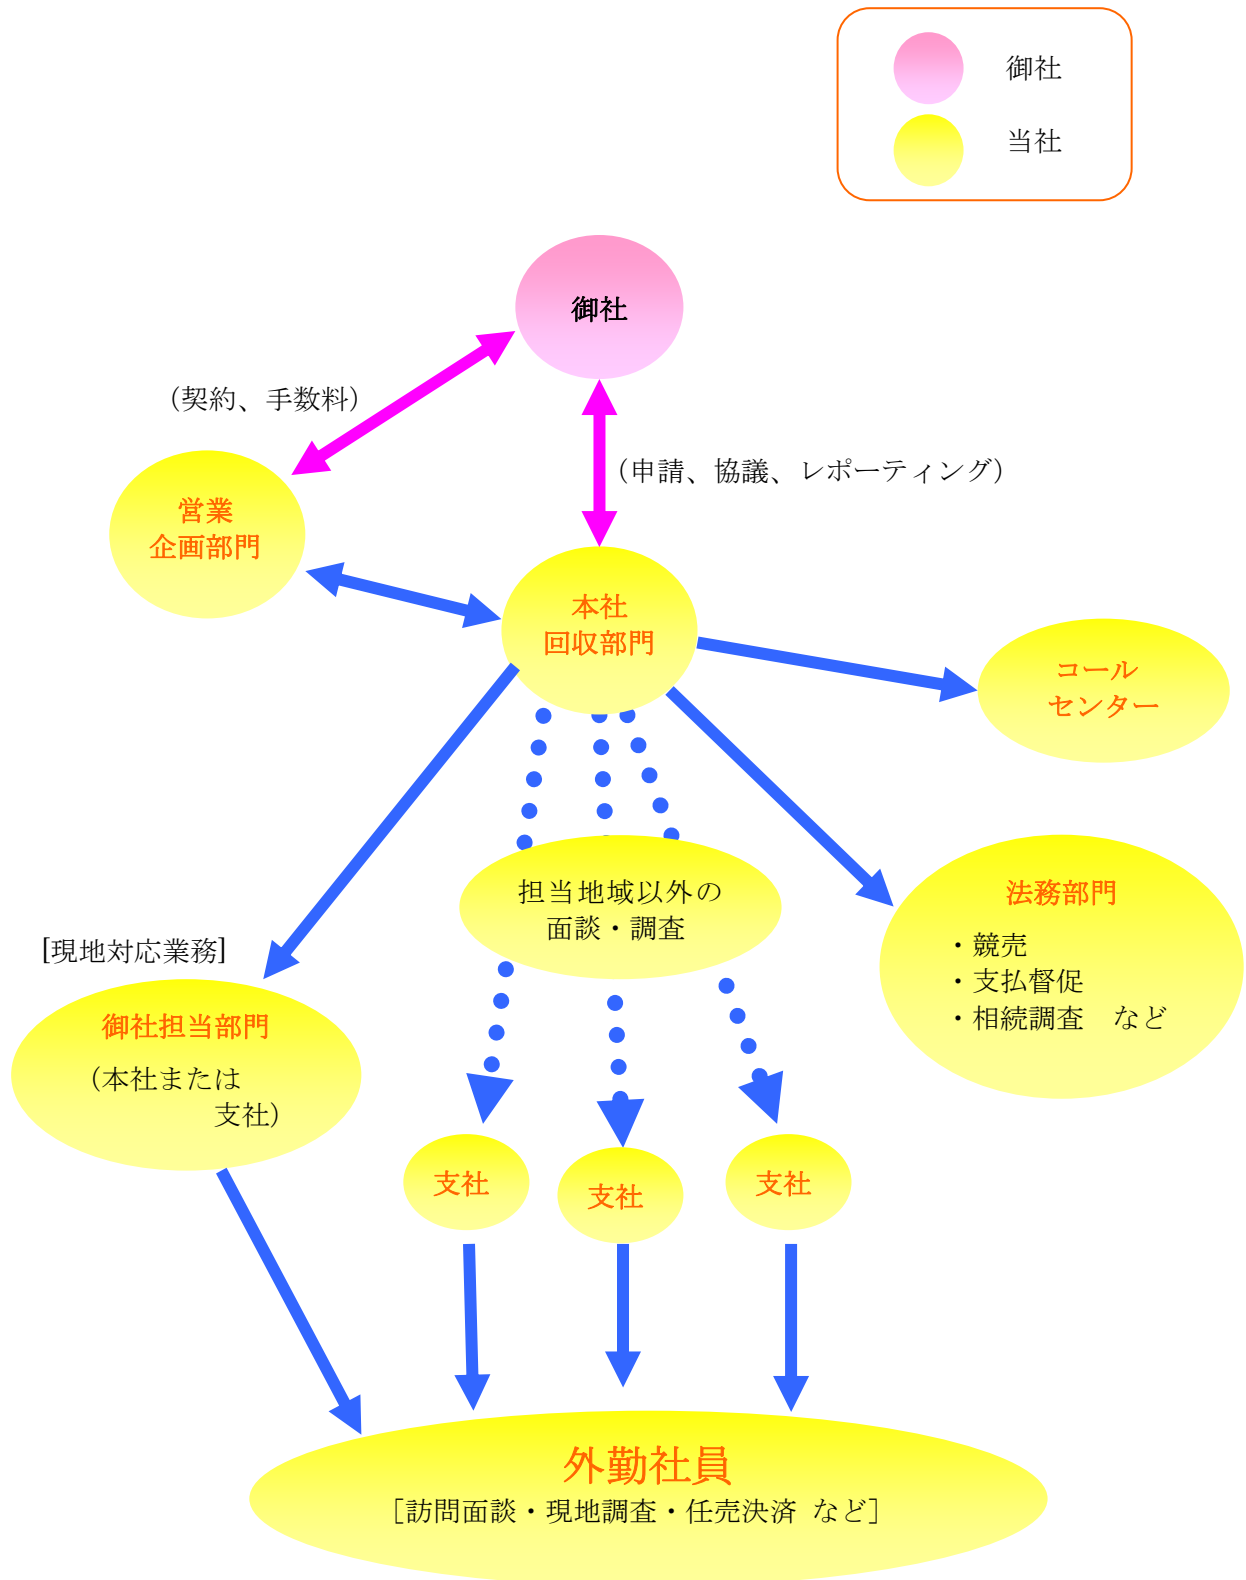 御社
当社
御社
（契約、手数料）
（申請、協議、レポーティング）
営業
企画部門
本社
回収部門
コール
センター
担当地域以外の
面談・調査
法務部門
・競売
・支払督促
・相続調査　など
[現地対応業務]
御社担当部門
（本社または
支社）
支社
支社
支社
外勤社員
［訪問面談・現地調査・任売決済 など］